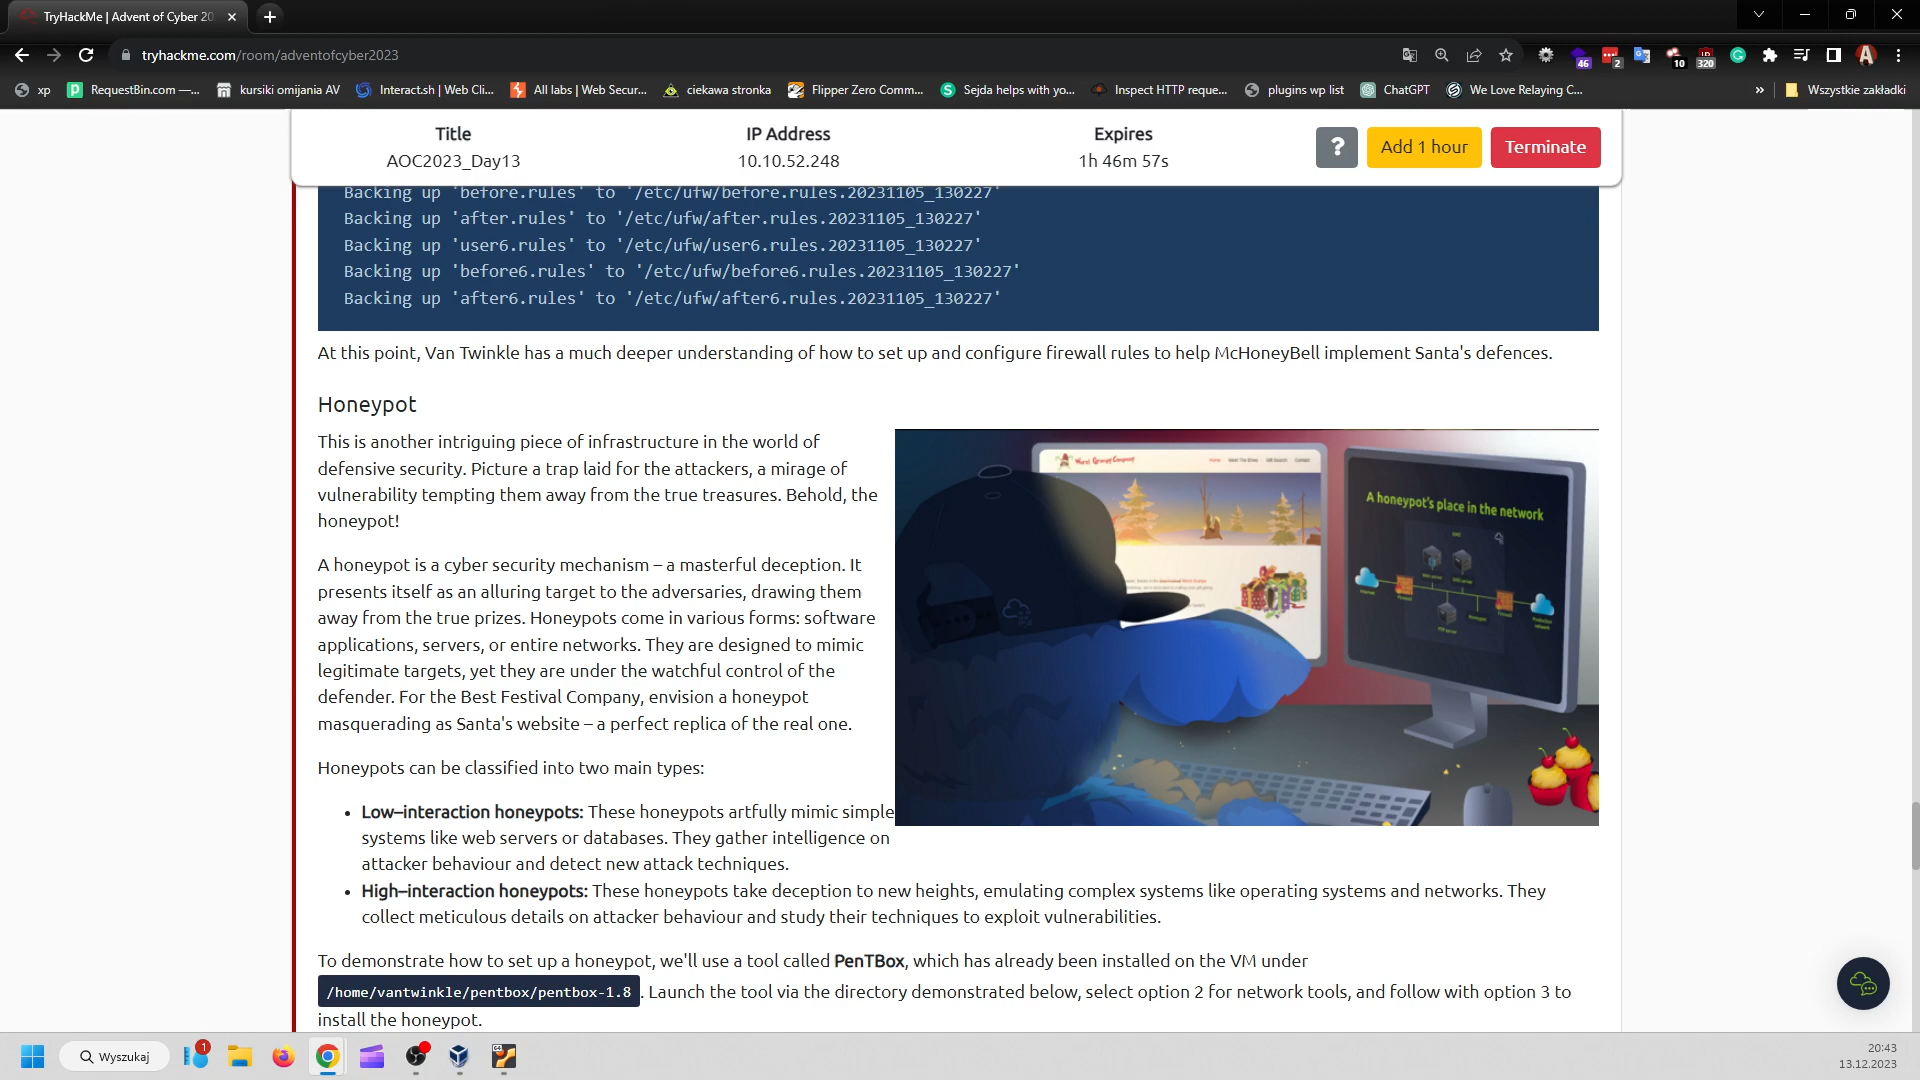 TryHackMe | Advent of Cyber 20
tryhackme.com/room/adventofcyber2023
46
2
10
320
xp
RequestBin.com —...
kursiki omijania AV
Interact.sh | Web Cli...
All labs | Web Secur...
ciekawa stronka
Flipper Zero Comm...
Sejda helps with yo...
Inspect HTTP reque...
plugins wp list
ChatGPT
We Love Relaying C...
»
Wszystkie zakładki
Title
IP Address
Expires
AOC2023_Day13
10.10.52.248
1h 46m 57s
?
Add 1 hour
Terminate
Backing up 'before.rules' to '/etc/ufw/before.rules.20231105_130227'
Backing up 'after.rules' to '/etc/ufw/after.rules.20231105_130227'
Backing up 'user6.rules' to '/etc/ufw/user6.rules.20231105_130227'
Backing up 'before6.rules' to '/etc/ufw/before6.rules.20231105_130227'
Backing up 'after6.rules' to '/etc/ufw/after6.rules.20231105_130227'
At this point, Van Twinkle has a much deeper understanding of how to set up and configure firewall rules to help McHoneyBell implement Santa's defences.
Honeypot
This is another intriguing piece of infrastructure in the world of
defensive security. Picture a trap laid for the attackers, a mirage of
vulnerability tempting them away from the true treasures. Behold, the
honeypot!
A honeypot is a cyber security mechanism – a masterful deception. It
presents itself as an alluring target to the adversaries, drawing them
away from the true prizes. Honeypots come in various forms: software
applications, servers, or entire networks. They are designed to mimic
legitimate targets, yet they are under the watchful control of the
defender. For the Best Festival Company, envision a honeypot
masquerading as Santa's website – a perfect replica of the real one.
A honeypot's place in the network
Honeypots can be classified into two main types:
• Low–interaction honeypots: These honeypots artfully mimic simple
systems like web servers or databases. They gather intelligence on
attacker behaviour and detect new attack techniques.
• High–interaction honeypots: These honeypots take deception to new heights, emulating complex systems like operating systems and networks. They
collect meticulous details on attacker behaviour and study their techniques to exploit vulnerabilities.
To demonstrate how to set up a honeypot, we'll use a tool called PenTBox, which has already been installed on the VM under
/home/vantwinkle/pentbox/pentbox-1.8 . Launch the tool via the directory demonstrated below, select option 2 for network tools, and follow with option 3 to
install the honeypot.
Wyszukaj
1
64
20:43
13.12.2023